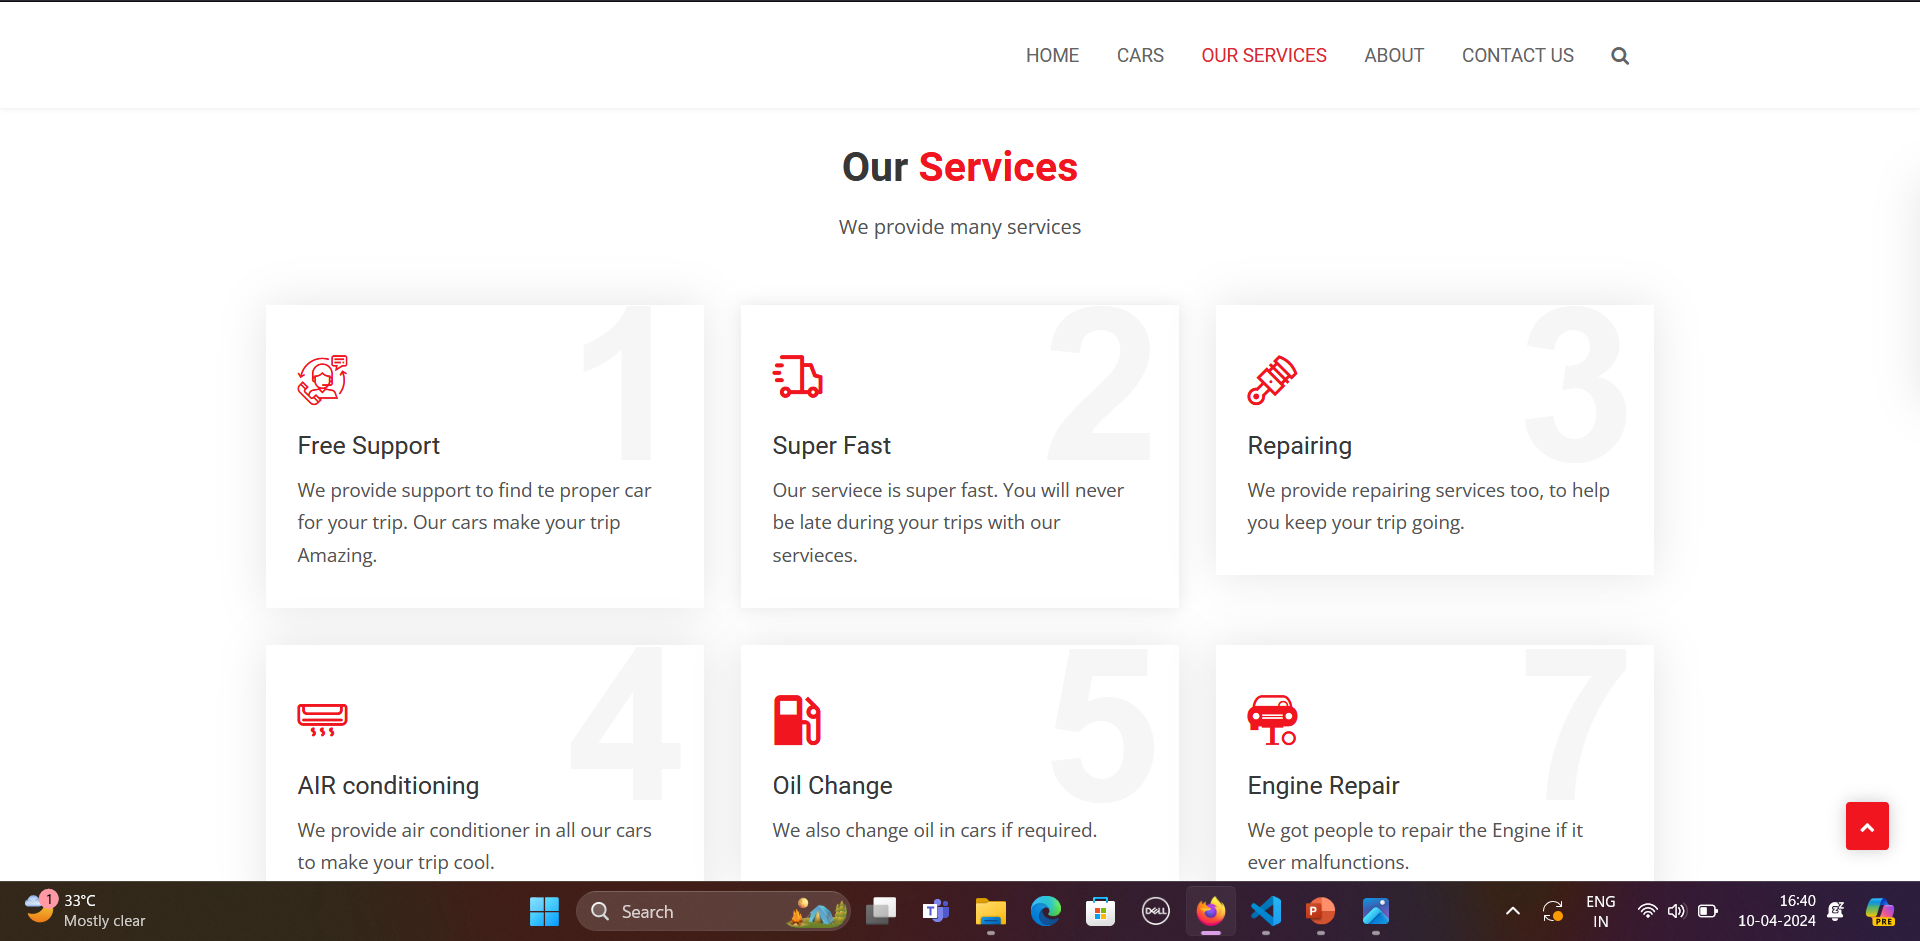 HOME CARS OUR SERVICES ABOUT CONTACT US
Our Services
We provide many services
1
Free Support
We provide support to find te proper car
for your trip. Our cars make your trip
Amazing.
2
Super Fast
Our serviece is super fast. You will never
be late during your trips with our
servieces.
3
Repairing
We provide repairing services too, to help
you keep your trip going.
4
AIR conditioning
We provide air conditioner in all our cars
to make your trip cool.
5
Oil Change
We also change oil in cars if required.
7
Engine Repair
We got people to repair the Engine if it
ever malfunctions.
1
33°C
Mostly clear
Search
T
DELL
P
ENG
IN
16:40
10-04-2024
PRE